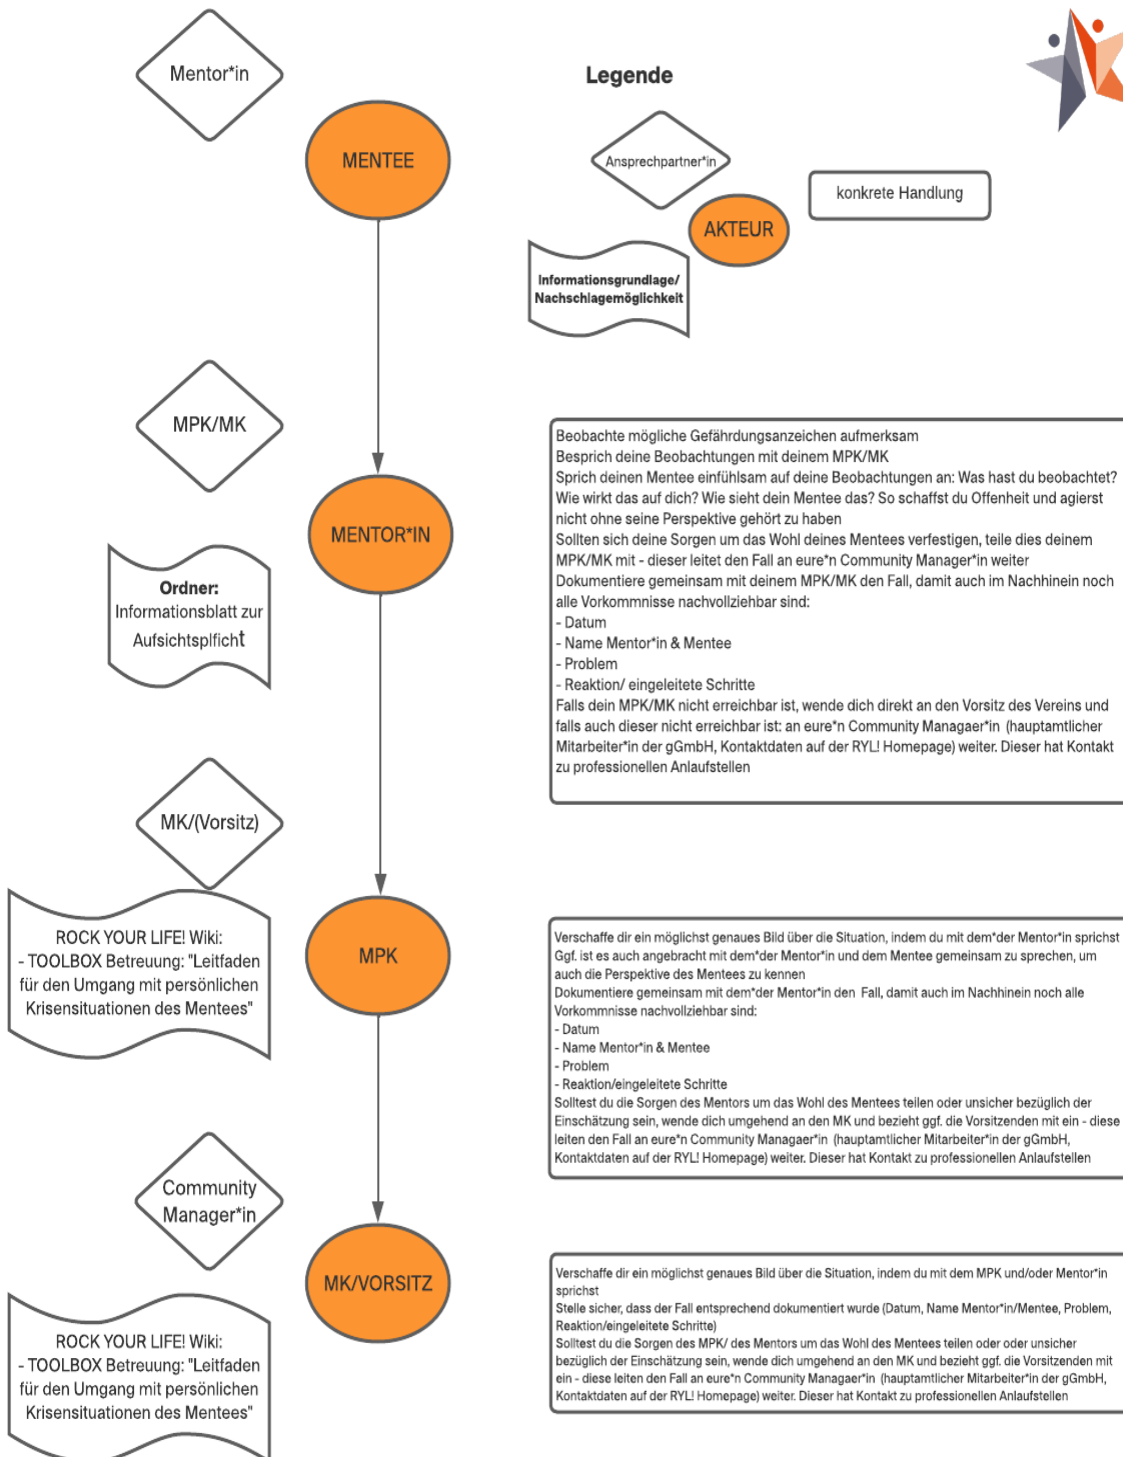 Mentor*in
Legende
MENTEE
Ansprechpartner*in
konkrete Handlung
AKTEUR
Informationsgrundlage/
Nachschlagemöglichkeit
MPK/MK
Beobachte mögliche Gefährdungsanzeichen aufmerksam
Besprich deine Beobachtungen mit deinem MPK/MK
Sprich deinen Mentee einfühlsam auf deine Beobachtungen an: Was hast du beobachtet?
Wie wirkt das auf dich? Wie sieht dein Mentee das? So schaffst du Offenheit und agierst
nicht ohne seine Perspektive gehört zu haben
Sollten sich deine Sorgen um das Wohl deines Mentees verfestigen, teile dies deinem
MPK/MK mit - dieser leitet den Fall an eure*n Community Manager*in weiter
Dokumentiere gemeinsam mit deinem MPK/MK den Fall, damit auch im Nachhinein noch
alle Vorkommnisse nachvollziehbar sind:
- Datum
- Name Mentor*in & Mentee
- Problem
- Reaktion/ eingeleitete Schritte
Falls dein MPK/MK nicht erreichbar ist, wende dich direkt an den Vorsitz des Vereins und
falls auch dieser nicht erreichbar ist: an eure*n Community Managaer*in (hauptamtlicher
Mitarbeiter*in der gGmbH, Kontaktdaten auf der RYL! Homepage) weiter. Dieser hat Kontakt
zu professionellen Anlaufstellen
MENTOR*IN
Ordner:
Informationsblatt zur
Aufsichtsplficht
MK/(Vorsitz)
MPK
ROCK YOUR LIFE! Wiki:
- TOOLBOX Betreuung: "Leitfaden
für den Umgang mit persönlichen
Krisensituationen des Mentees"
Verschaffe dir ein möglichst genaues Bild über die Situation, indem du mit dem*der Mentor*in sprichst
Ggf. ist es auch angebracht mit dem*der Mentor*in und dem Mentee gemeinsam zu sprechen, um
auch die Perspektive des Mentees zu kennen
Dokumentiere gemeinsam mit dem*der Mentor*in den Fall, damit auch im Nachhinein noch alle
Vorkommnisse nachvollziehbar sind:
- Datum
- Name Mentor*in & Mentee
- Problem
- Reaktion/eingeleitete Schritte
Solltest du die Sorgen des Mentors um das Wohl des Mentees teilen oder unsicher bezüglich der
Einschätzung sein, wende dich umgehend an den MK und bezieht ggf. die Vorsitzenden mit ein - diese
leiten den Fall an eure*n Community Managaer*in (hauptamtlicher Mitarbeiter*in der gGmbH,
Kontaktdaten auf der RYL! Homepage) weiter. Dieser hat Kontakt zu professionellen Anlaufstellen
Community
Manager*in
MK/VORSITZ
ROCK YOUR LIFE! Wiki:
- TOOLBOX Betreuung: "Leitfaden
für den Umgang mit persönlichen
Krisensituationen des Mentees"
Verschaffe dir ein möglichst genaues Bild über die Situation, indem du mit dem MPK und/oder Mentor*in
sprichst
Stelle sicher, dass der Fall entsprechend dokumentiert wurde (Datum, Name Mentor*in/Mentee, Problem,
Reaktion/eingeleitete Schritte)
Solltest du die Sorgen des MPK/ des Mentors um das Wohl des Mentees teilen oder oder unsicher
bezüglich der Einschätzung sein, wende dich umgehend an den MK und bezieht ggf. die Vorsitzenden mit
ein - diese leiten den Fall an eure*n Community Managaer*in (hauptamtlicher Mitarbeiter*in der gGmbH,
Kontaktdaten auf der RYL! Homepage) weiter. Dieser hat Kontakt zu professionellen Anlaufstellen